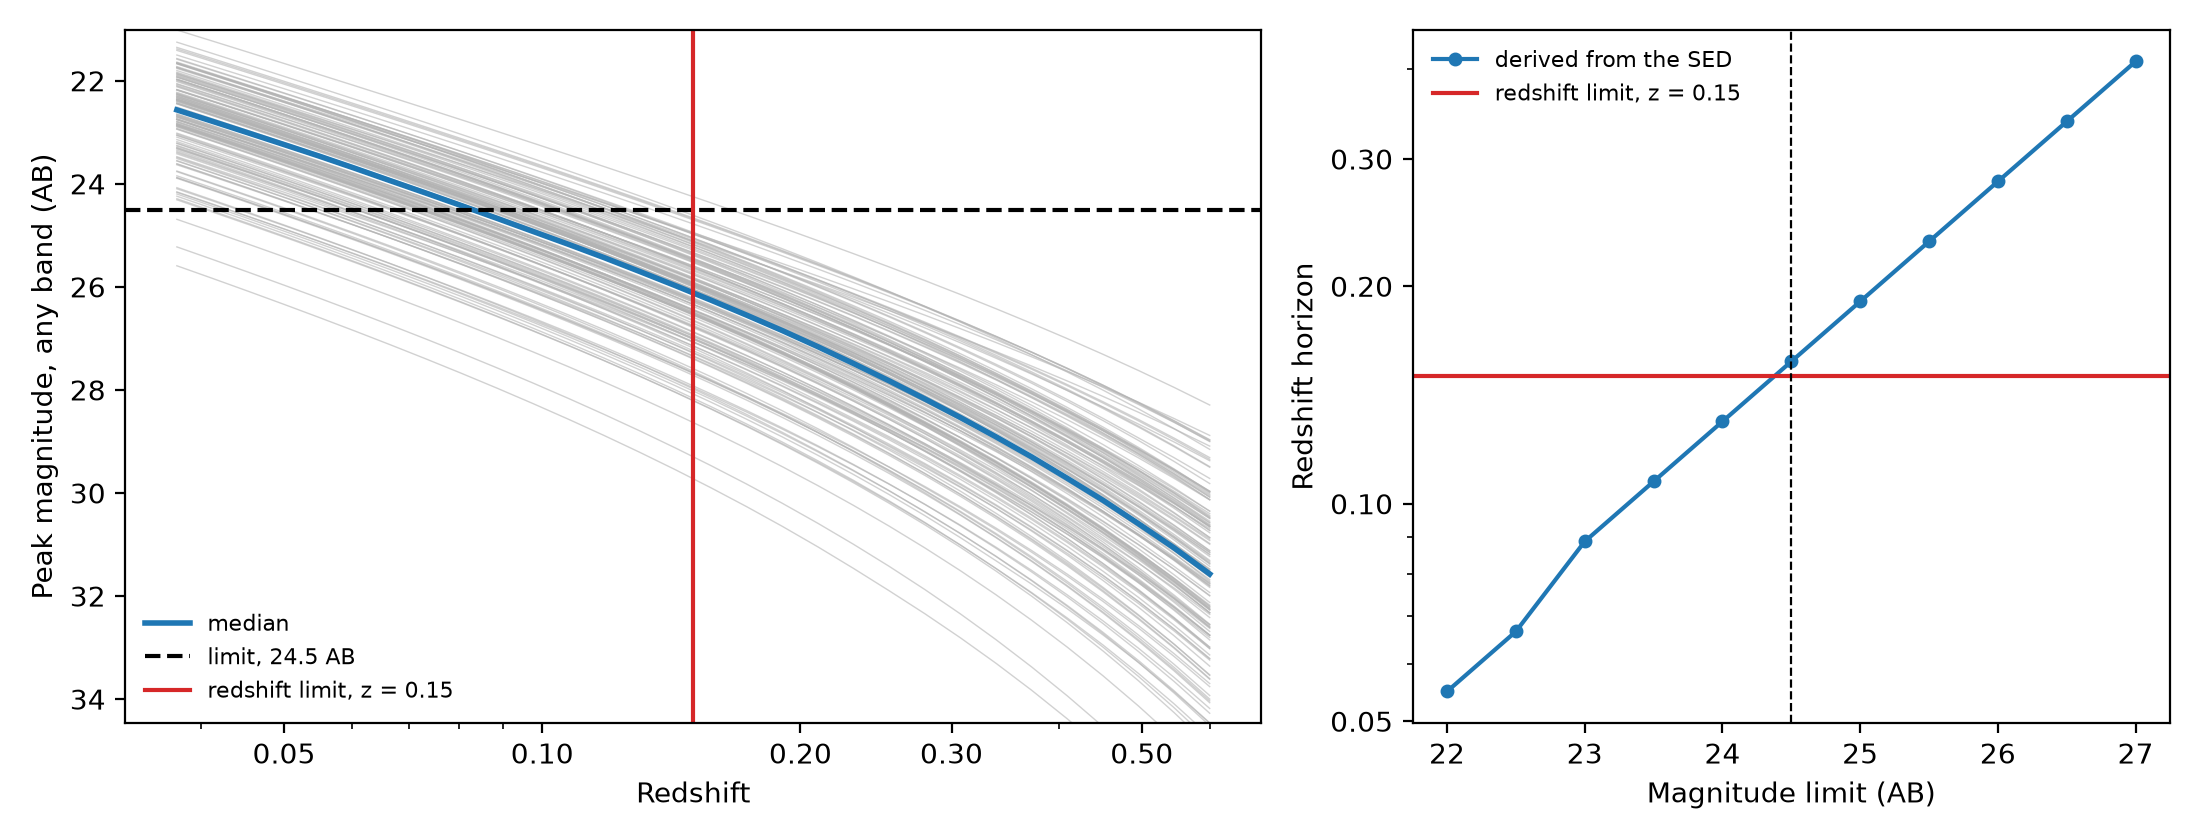 22
24
26
28
30
32
34
Peak magnitude, any band (AB)
median
limit, 24.5 AB
redshift limit, z = 0.15
0.05
0.10
0.20
0.30
0.50
Redshift
derived from the SED
redshift limit, z = 0.15
0.30
0.20
0.10
0.05
Redshift horizon
22
23
24
25
26
27
Magnitude limit (AB)